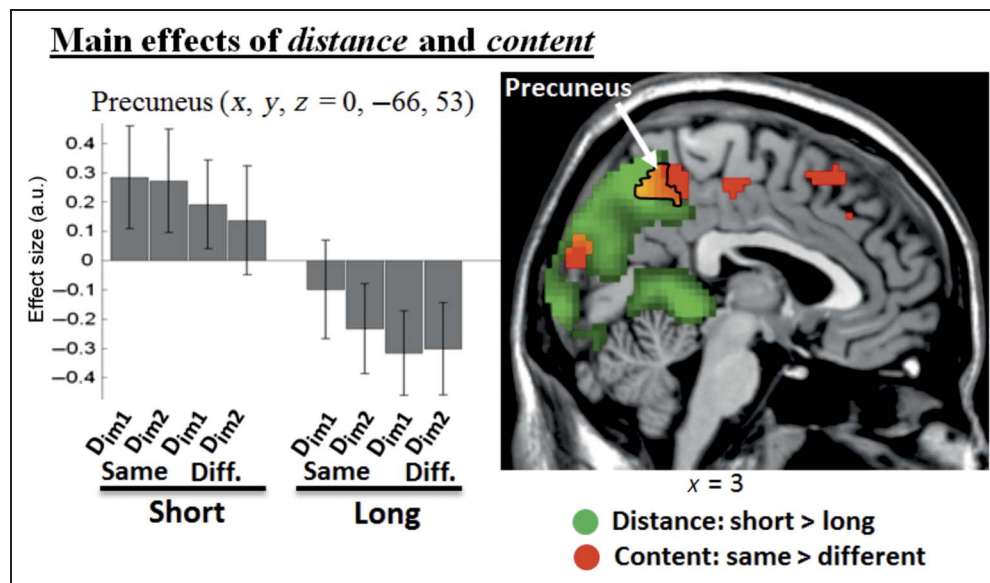 Main effects of distance and content
Precuneus (x, y, z = 0, −66, 53)
Effect size (a.u.)
0.4
0.3
0.2
0.1
0
−0.1
−0.2
−0.3
−0.4
Dim1 Dim2 Dim1 Dim2
Same Diff.
Short
Dim1 Dim2 Dim1 Dim2
Same Diff.
Long
Precuneus
x = 3
Distance: short > long
Content: same > different